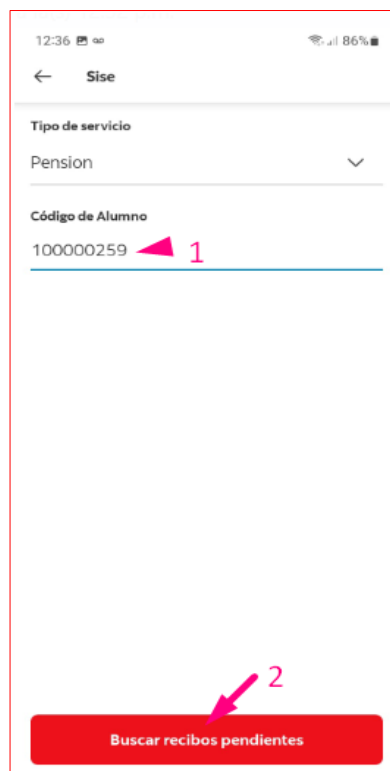 12:36 86%
Sise
Tipo de servicio
Pension
Código de Alumno
100000259 1
2
Buscar recibos pendientes